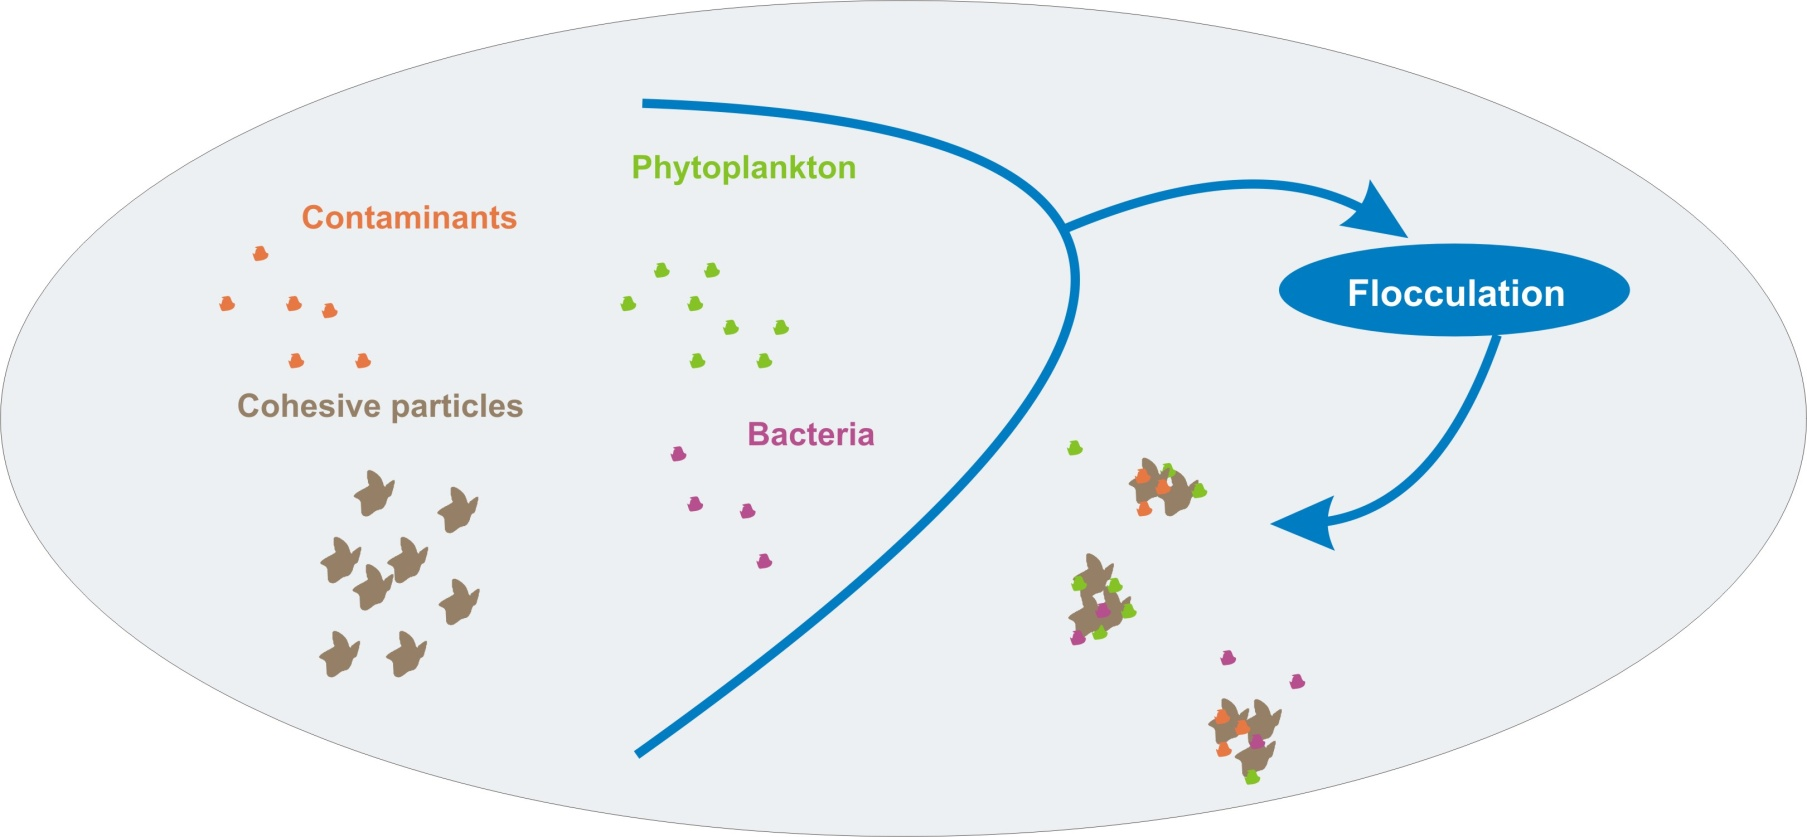 Phytoplankton
Contaminants
Flocculation
Cohesive particles
Bacteria